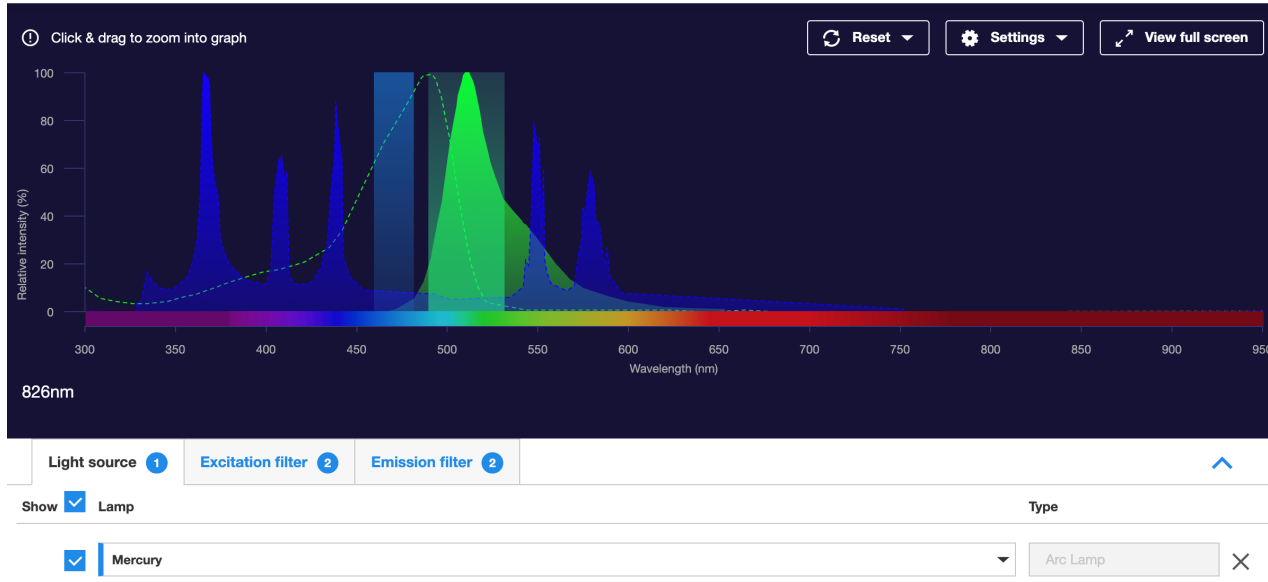 Click & drag to zoom into graph
Reset
Settings
View full screen
100
80
60
40
20
0
Relative intensity (%)
300 350 400 450 500 550 600 650 700 750 800 850 900 950
Wavelength (nm)
826nm
Light source 1 Excitation filter 2 Emission filter 2
Show Lamp Type
Mercury Arc Lamp